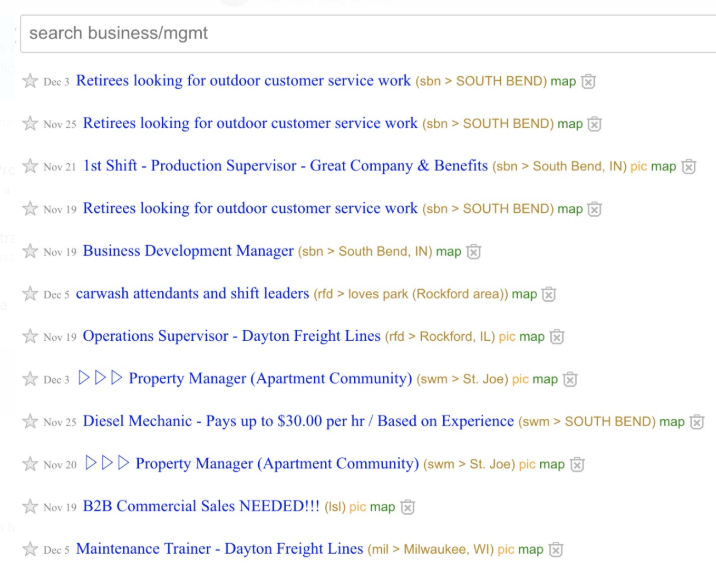 search business/mgmt
Dec 3 Retirees looking for outdoor customer service work (sbn > SOUTH BEND) map
Nov 25 Retirees looking for outdoor customer service work (sbn > SOUTH BEND) map
Nov 21 1st Shift - Production Supervisor - Great Company & Benefits (sbn > South Bend, IN) pic map
Nov 19 Retirees looking for outdoor customer service work (sbn > SOUTH BEND) map
Nov 19 Business Development Manager (sbn > South Bend, IN) map
Dec 5 carwash attendants and shift leaders (rfd > loves park (Rockford area)) map
Nov 19 Operations Supervisor - Dayton Freight Lines (rfd > Rockford, IL) pic map
Dec 3 ▷▷▷ Property Manager (Apartment Community) (swm > St. Joe) pic map
Nov 25 Diesel Mechanic - Pays up to $30.00 per hr / Based on Experience (swm > SOUTH BEND) map
Nov 20 ▷▷▷ Property Manager (Apartment Community) (swm > St. Joe) pic map
Nov 19 B2B Commercial Sales NEEDED!!! (lsl) pic map
Dec 5 Maintenance Trainer - Dayton Freight Lines (mil > Milwaukee, WI) pic map